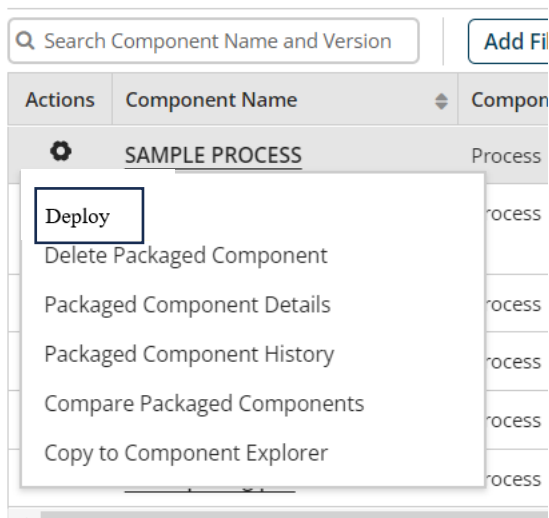 Search Component Name and Version
Add Fi
Actions Component Name Compon
SAMPLE PROCESS Process
Deploy
rocess
Delete Packaged Component
Packaged Component Details
rocess
Packaged Component History
rocess
Compare Packaged Components
rocess
Copy to Component Explorer
rocess